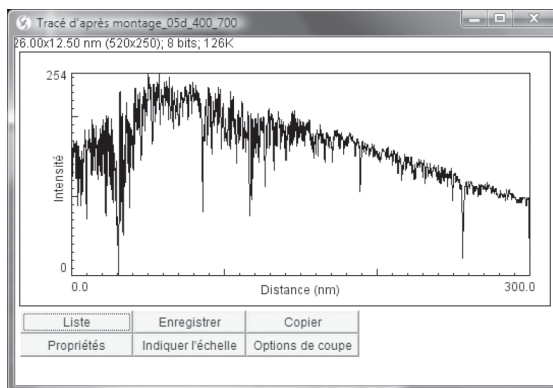 Tracé d'après montage_05d_400_700
26.00x12.50 nm (520x250); 8 bits; 126K
254
Intensité
0
0.0 Distance (nm) 300.0
Liste Enregistrer Copier
Propriétés Indiquer l'échelle Options de coupe